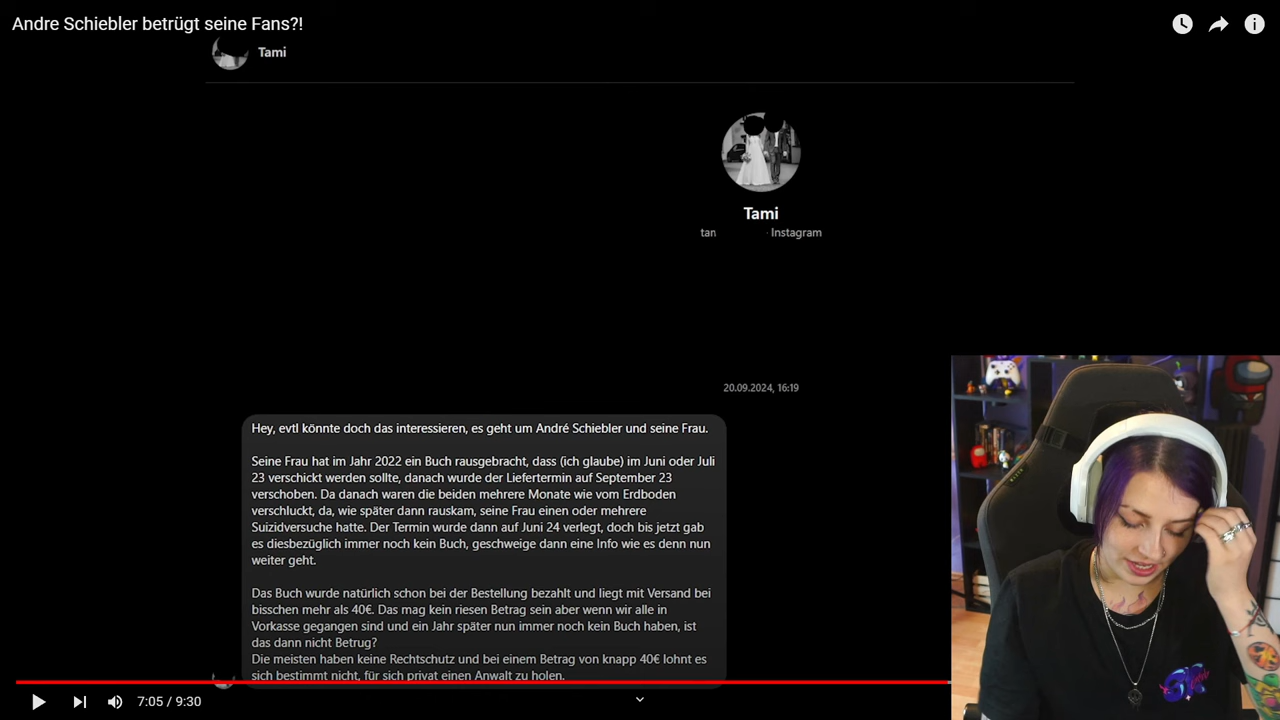 Andre Schiebler betrügt seine Fans?!
Tami
Tami
tan · Instagram
20.09.2024, 16:19
Hey, evtl könnte doch das interessieren, es geht um André Schiebler und seine Frau.
Seine Frau hat im Jahr 2022 ein Buch rausgebracht, dass (ich glaube) im Juni oder Juli
23 verschickt werden sollte, danach wurde der Liefertermin auf September 23
verschoben. Da danach waren die beiden mehrere Monate wie vom Erdboden
verschluckt, da, wie später dann rauskam, seine Frau einen oder mehrere
Suizidversuche hatte. Der Termin wurde dann auf Juni 24 verlegt, doch bis jetzt gab
es diesbezüglich immer noch kein Buch, geschweige dann eine Info wie es denn nun
weiter geht.
Das Buch wurde natürlich schon bei der Bestellung bezahlt und liegt mit Versand bei
bisschen mehr als 40€. Das mag kein riesen Betrag sein aber wenn wir alle in
Vorkasse gegangen sind und ein Jahr später nun immer noch kein Buch haben, ist
das dann nicht Betrug?
Die meisten haben keine Rechtschutz und bei einem Betrag von knapp 40€ lohnt es
sich bestimmt nicht, für sich privat einen Anwalt zu holen.
7:05 / 9:30